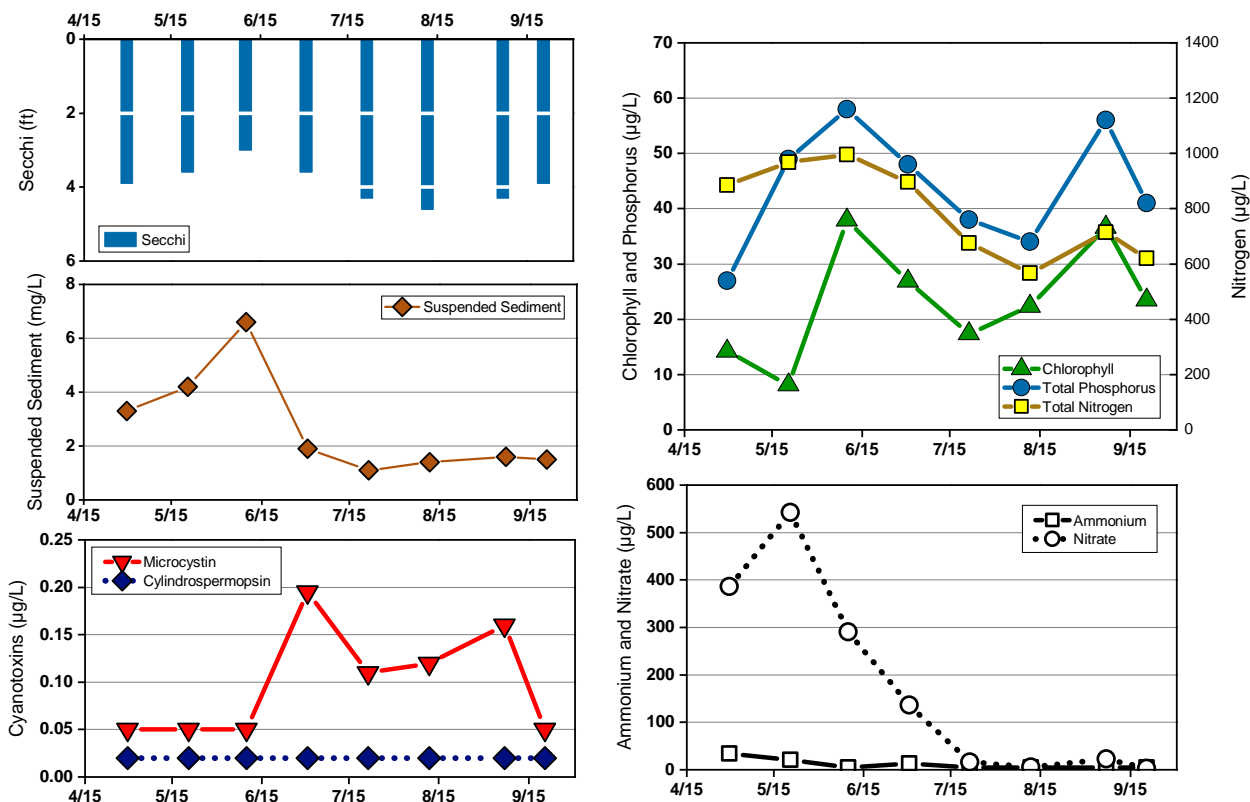 4/15 5/15 6/15 7/15 8/15 9/15
0
2
4
6
Secchi (ft)
Secchi
8
6
4
2
0
Suspended Sediment (mg/L)
Suspended Sediment
4/15 5/15 6/15 7/15 8/15 9/15
0.25
0.20
0.15
0.10
0.05
0.00
Cyanotoxins (µg/L)
Microcystin
Cylindrospermopsin
4/15 5/15 6/15 7/15 8/15 9/15
70
60
50
40
30
20
10
0
Chlorophyll and Phosphorus (µg/L)
1400
1200
1000
800
600
400
200
0
Nitrogen (µg/L)
Chlorophyll
Total Phosphorus
Total Nitrogen
4/15 5/15 6/15 7/15 8/15 9/15
600
500
400
300
200
100
0
Ammonium and Nitrate (µg/L)
Ammonium
Nitrate
4/15 5/15 6/15 7/15 8/15 9/15